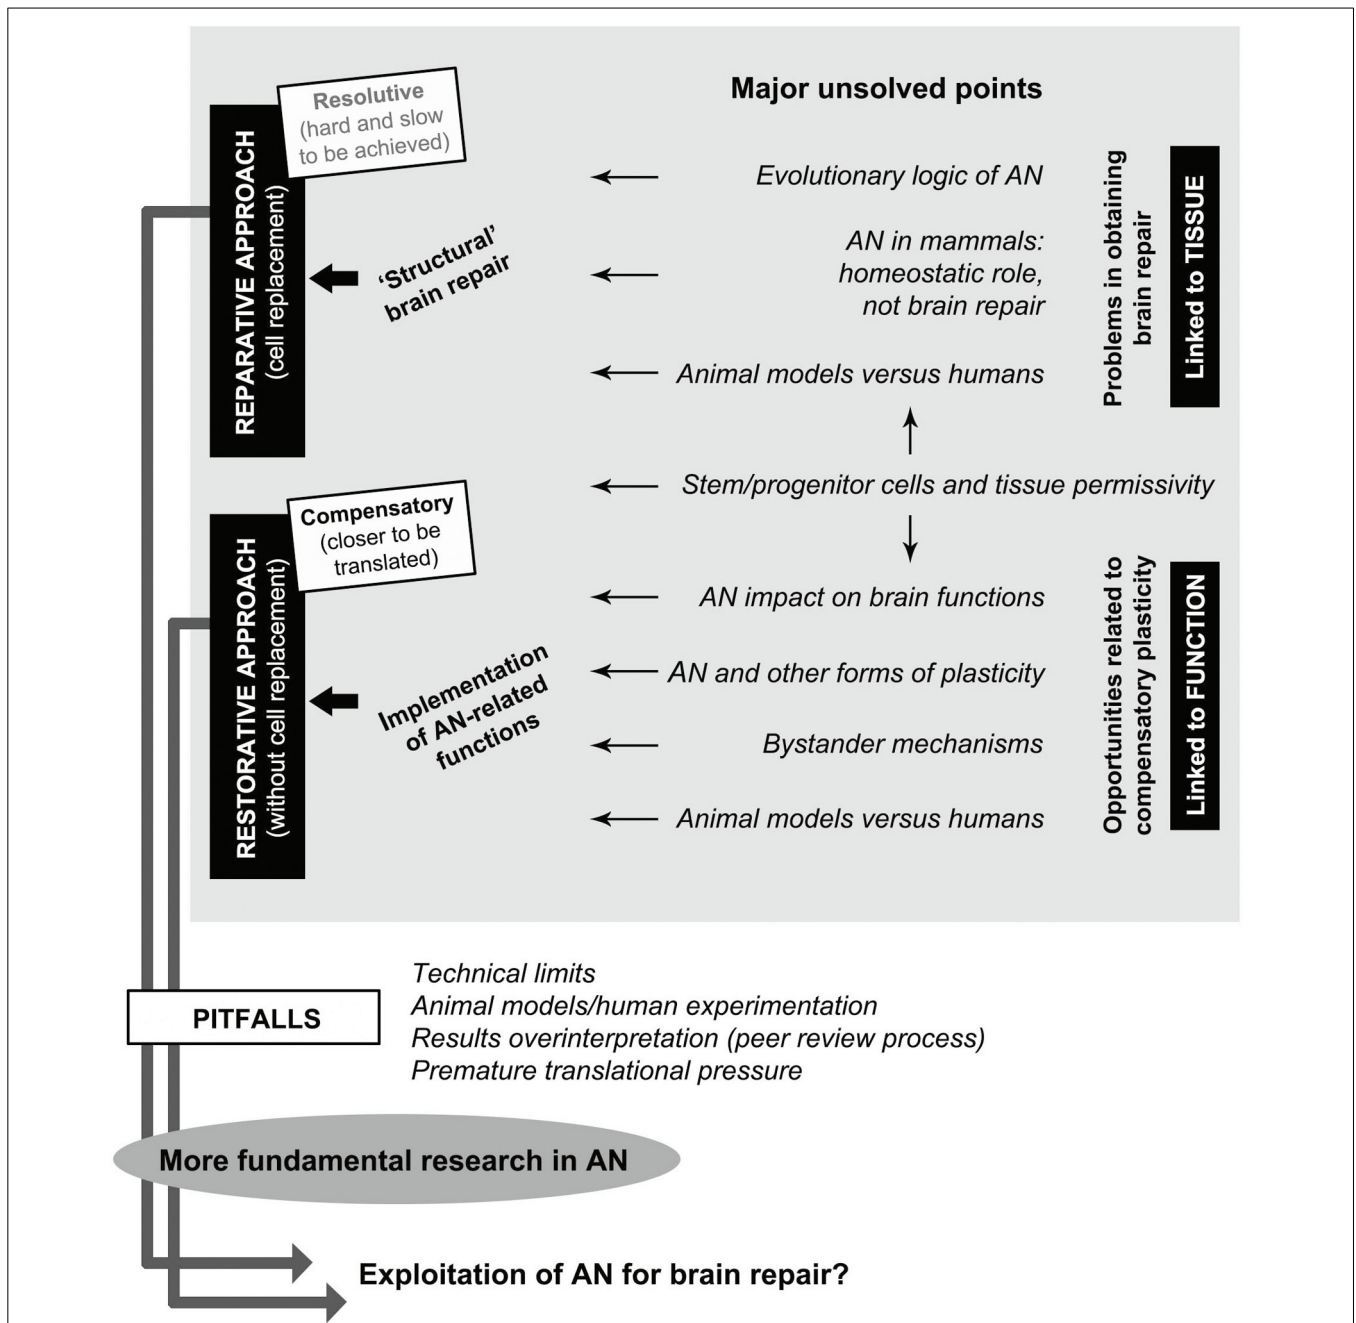 Major unsolved points
Resolutive
(hard and slow
to be achieved)
REPARATIVE APPROACH
(cell replacement)
‘Structural’
brain repair
Evolutionary logic of AN
AN in mammals:
homeostatic role,
not brain repair
Animal models versus humans
Problems in obtaining
brain repair
Linked to TISSUE
Stem/progenitor cells and tissue permissivity
Compensatory
(closer to be
translated)
RESTORATIVE APPROACH
(without cell replacement)
Implementation
of AN-related
functions
AN impact on brain functions
AN and other forms of plasticity
Bystander mechanisms
Animal models versus humans
Opportunities related to
compensatory plasticity
Linked to FUNCTION
PITFALLS
Technical limits
Animal models/human experimentation
Results overinterpretation (peer review process)
Premature translational pressure
More fundamental research in AN
Exploitation of AN for brain repair?